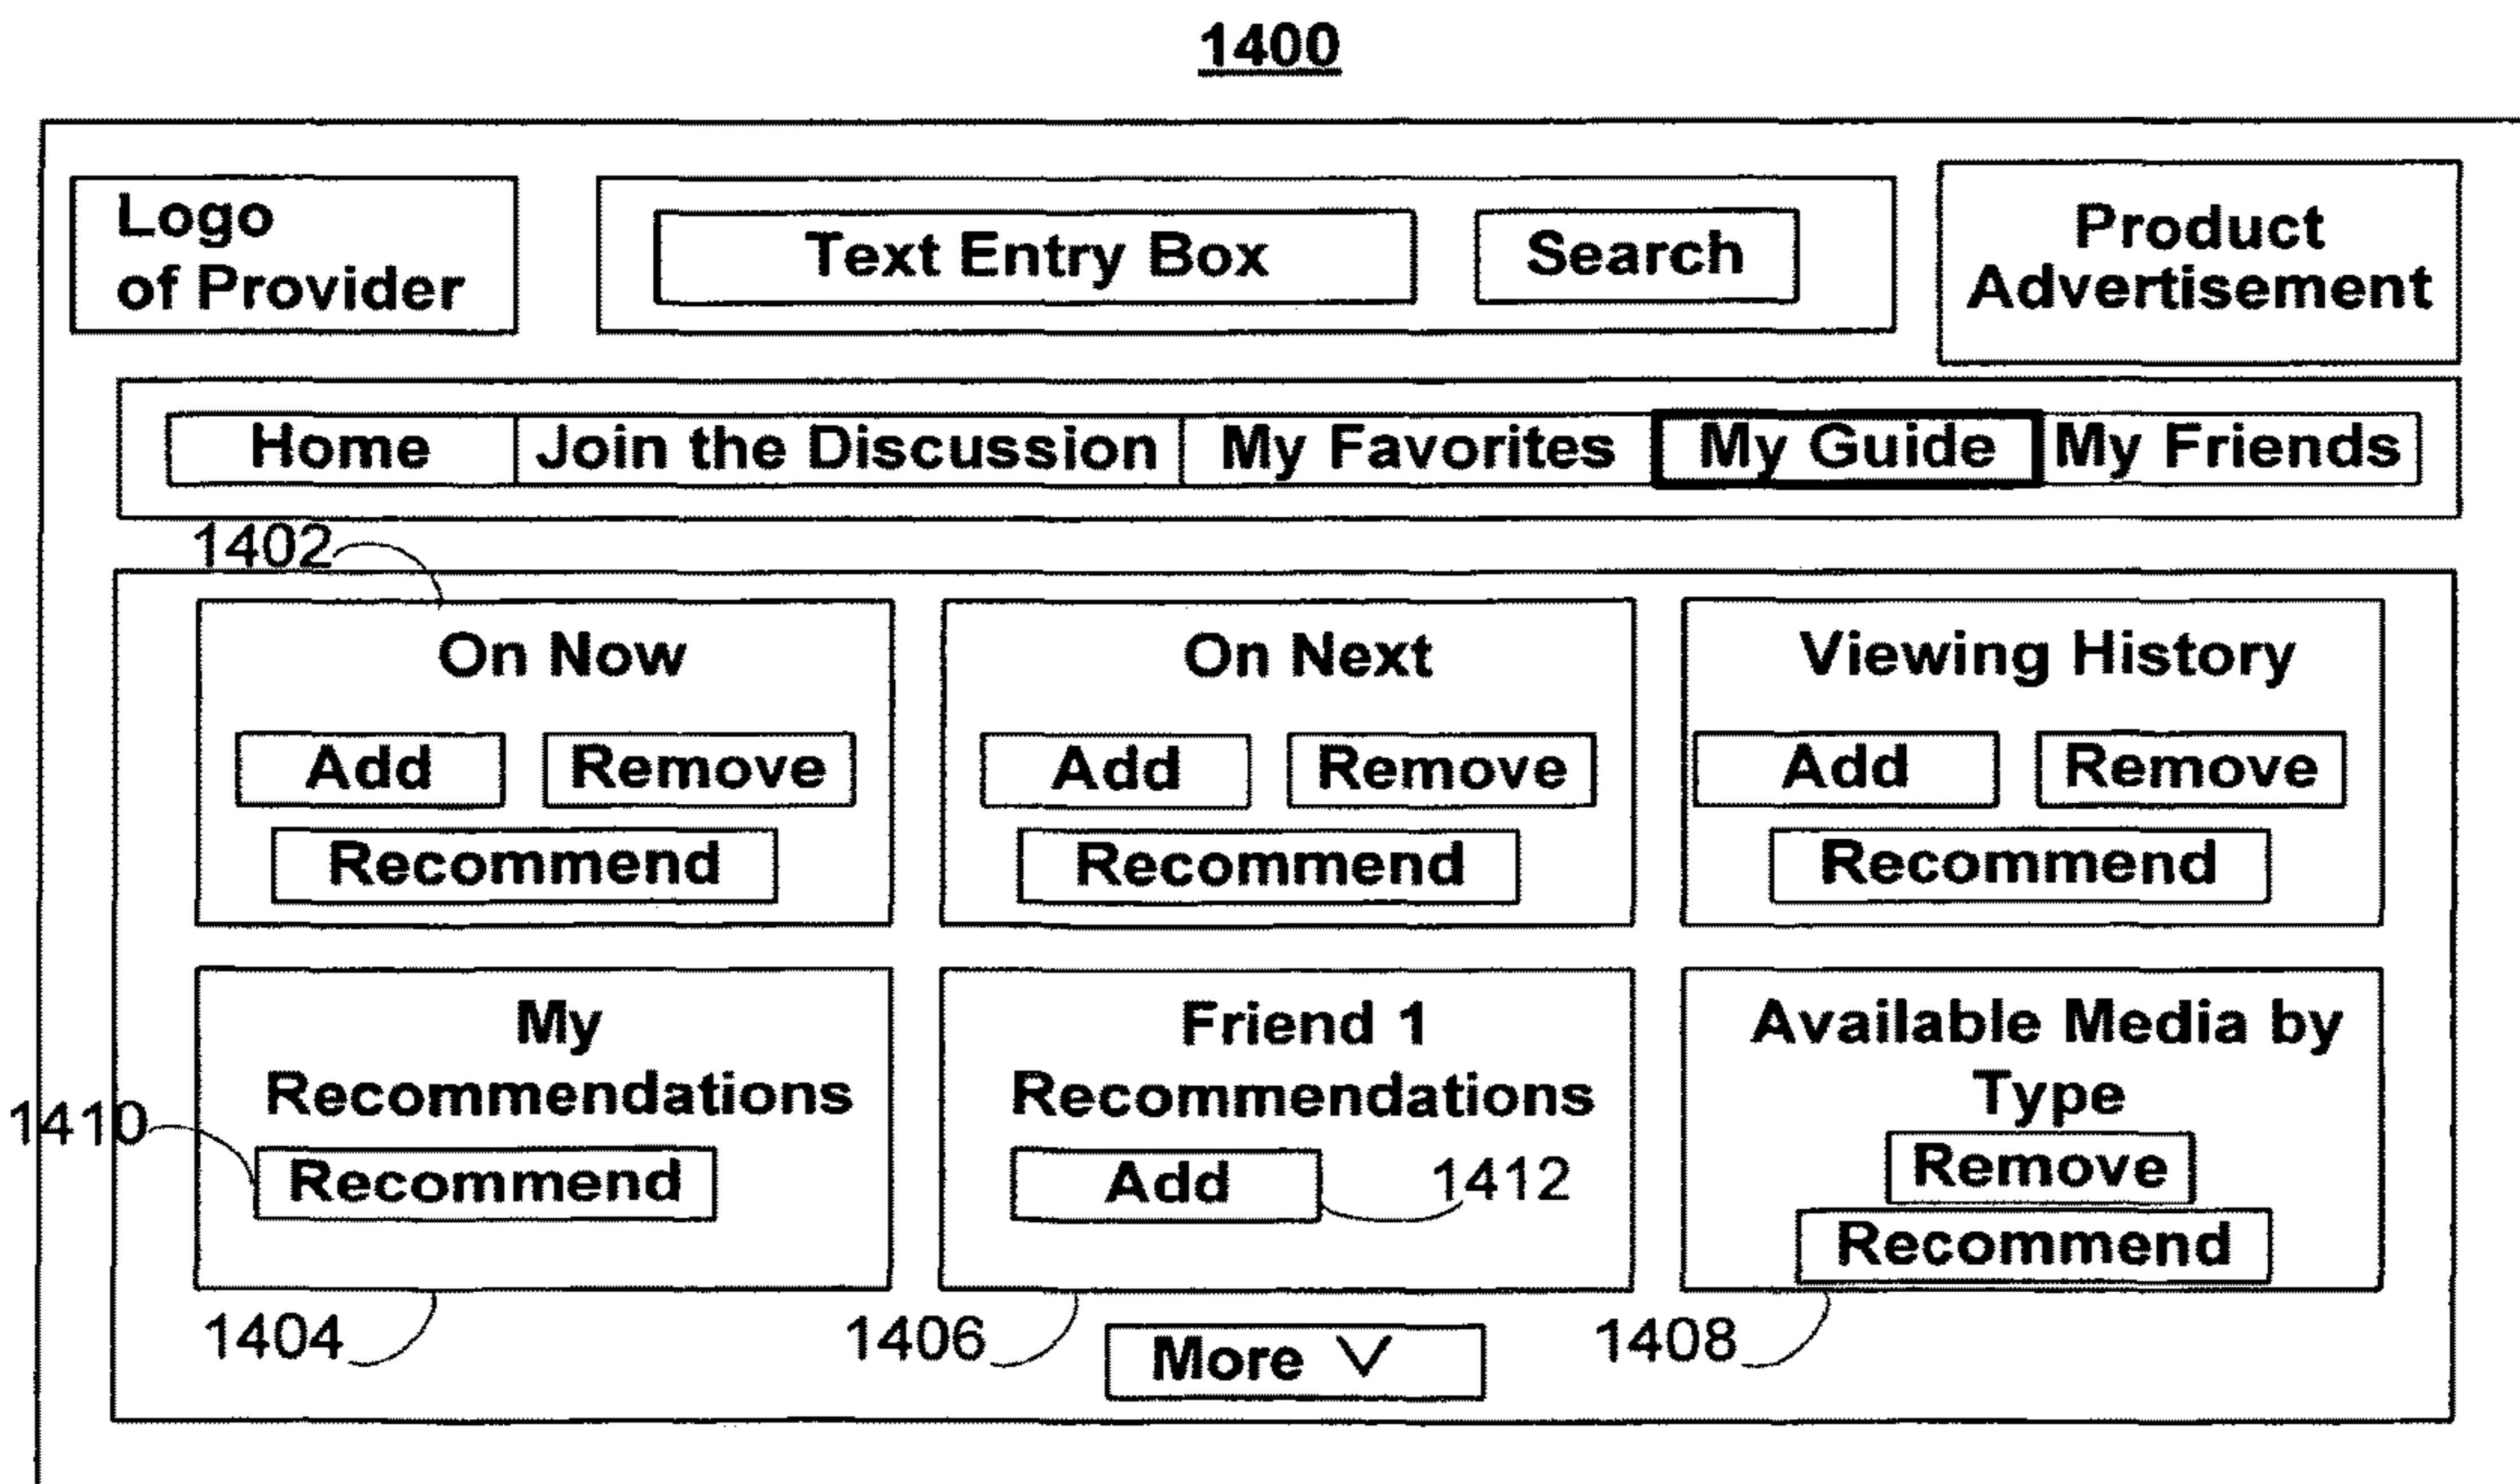 1400
Logo
of Provider
Text Entry Box
Search
Product
Advertisement
Home
Join the Discussion
My Favorites
My Guide
My Friends
1402
On Now
Add
Remove
Recommend
On Next
Add
Remove
Recommend
Viewing History
Add
Remove
Recommend
My
Recommendations
1410
Recommend
1404
Friend 1
Recommendations
Add
1412
1406
Available Media by
Type
Remove
Recommend
1408
More